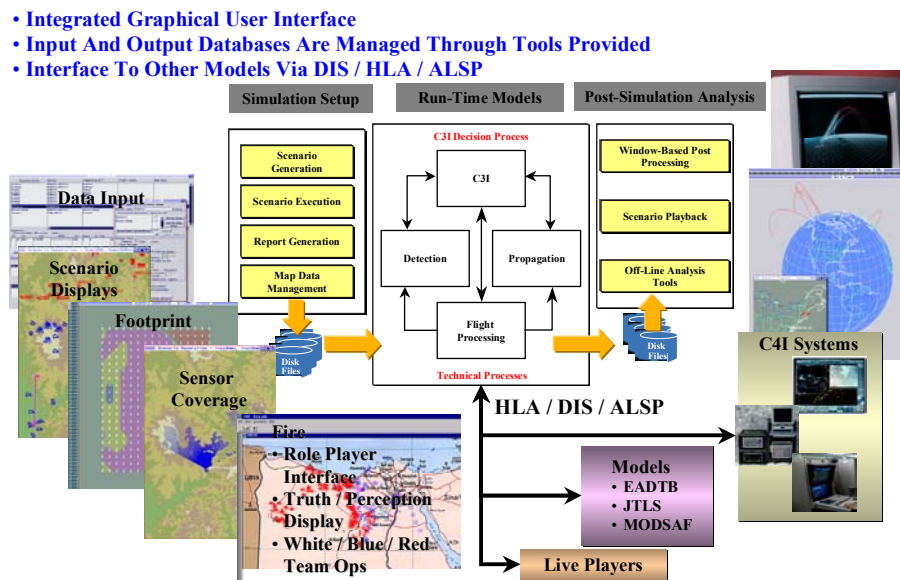 • Integrated Graphical User Interface
• Input And Output Databases Are Managed Through Tools Provided
• Interface To Other Models Via DIS / HLA / ALSP
Simulation Setup
Run-Time Models
Post-Simulation Analysis
Scenario
Generation
Scenario Execution
Report Generation
Map Data
Management
Disk
Files
C3I Decision Process
C3I
Detection
Propagation
Flight
Processing
Technical Processes
Window-Based Post
Processing
Scenario Playback
Off-Line Analysis
Tools
Disk
Files
Data Input
Scenario
Displays
Footprint
Sensor
Coverage
Fire
• Role Player
Interface
• Truth / Perception
Display
• White / Blue / Red
Team Ops
HLA / DIS / ALSP
C4I Systems
Models
• EADTB
• JTLS
• MODSAF
Live Players